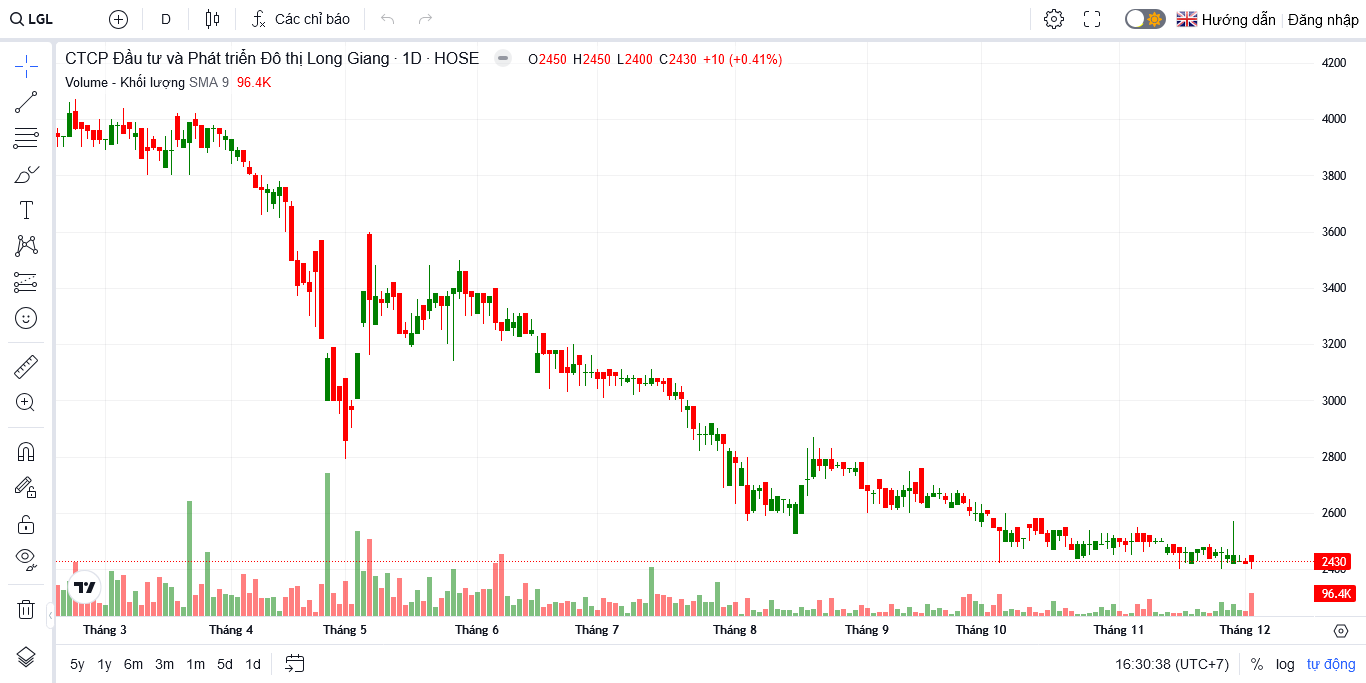 LGL D Các chỉ báo Hướng dẫn Đăng nhập
CTCP Đầu tư và Phát triển Đô thị Long Giang · 1D · HOSE O2450 H2450 L2400 C2430 +10 (+0.41%)
Volume - Khối lượng SMA 9 96.4K
4200
4000
3800
3600
3400
3200
3000
2800
2600
2430
2400
96.4K
Tháng 3 Tháng 4 Tháng 5 Tháng 6 Tháng 7 Tháng 8 Tháng 9 Tháng 10 Tháng 11 Tháng 12
5y 1y 6m 3m 1m 5d 1d 16:30:38 (UTC+7) % log tự động